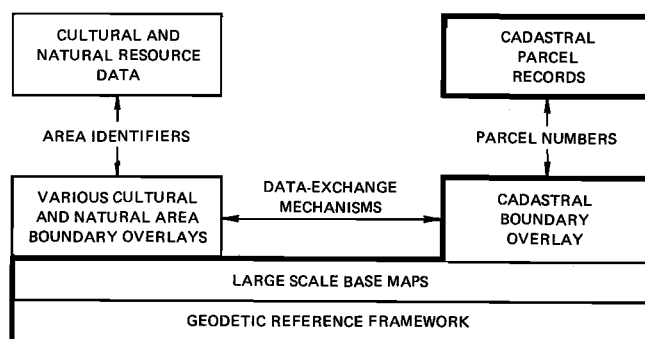 CULTURAL AND
NATURAL RESOURCE
DATA
CADASTRAL
PARCEL
RECORDS
AREA IDENTIFIERS
PARCEL NUMBERS
VARIOUS CULTURAL
AND NATURAL AREA
BOUNDARY OVERLAYS
DATA-EXCHANGE
MECHANISMS
CADASTRAL
BOUNDARY
OVERLAY
LARGE SCALE BASE MAPS
GEODETIC REFERENCE FRAMEWORK